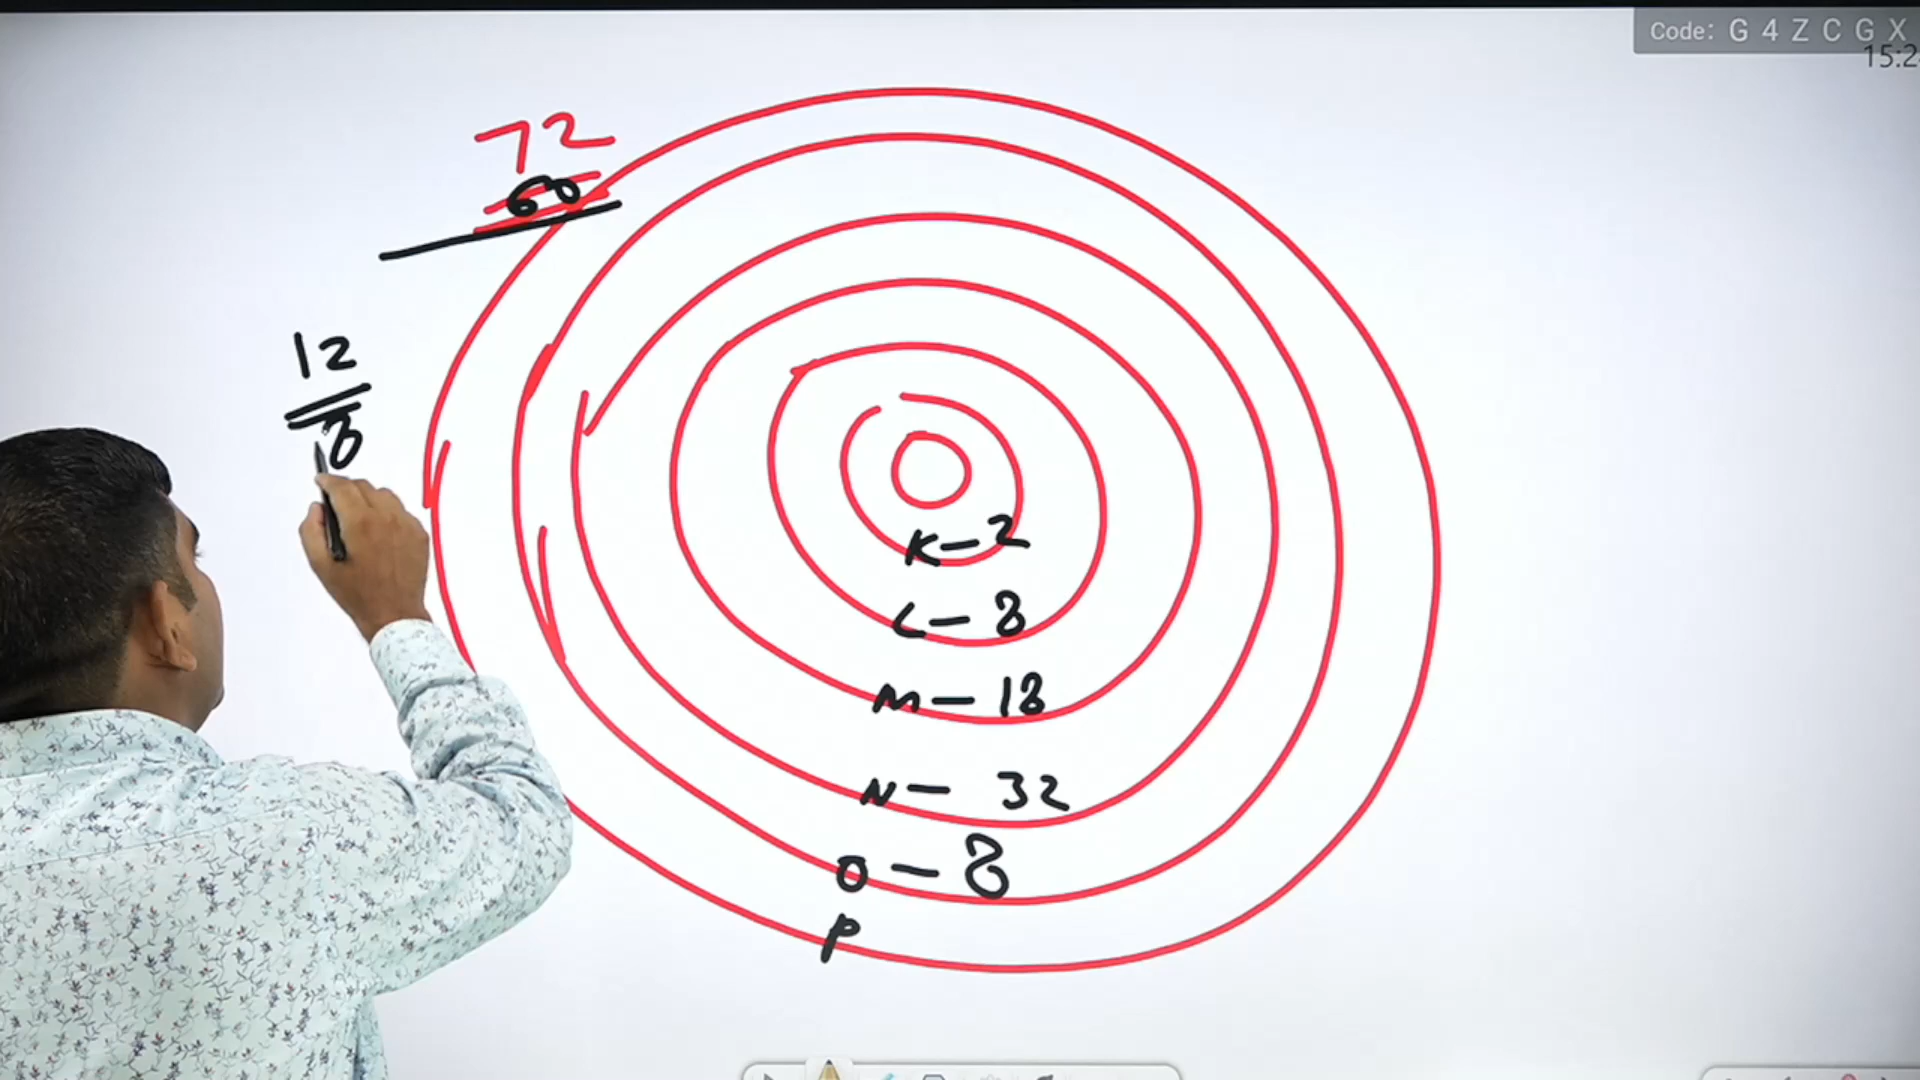 Code: G 4 Z C G X
15:2
72
60
12
8
K - 2
L - 8
M - 18
N - 32
O - 8
P